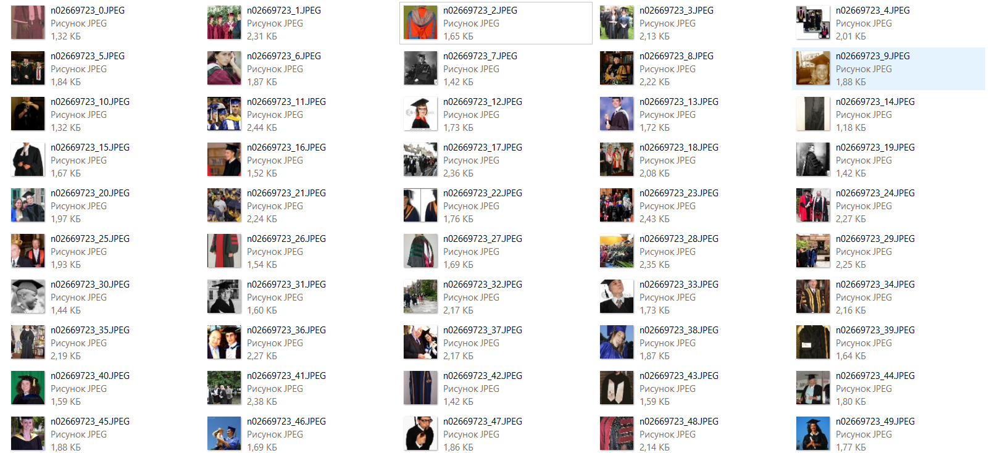 n02669723_0.JPEG
Рисунок JPEG
1,32 КБ
n02669723_1.JPEG
Рисунок JPEG
2,31 КБ
n02669723_2.JPEG
Рисунок JPEG
1,65 КБ
n02669723_3.JPEG
Рисунок JPEG
2,13 КБ
n02669723_4.JPEG
Рисунок JPEG
2,01 КБ
n02669723_5.JPEG
Рисунок JPEG
1,84 КБ
n02669723_6.JPEG
Рисунок JPEG
1,87 КБ
n02669723_7.JPEG
Рисунок JPEG
1,42 КБ
n02669723_8.JPEG
Рисунок JPEG
2,22 КБ
n02669723_9.JPEG
Рисунок JPEG
1,88 КБ
n02669723_10.JPEG
Рисунок JPEG
1,32 КБ
n02669723_11.JPEG
Рисунок JPEG
2,44 КБ
n02669723_12.JPEG
Рисунок JPEG
1,73 КБ
n02669723_13.JPEG
Рисунок JPEG
1,72 КБ
n02669723_14.JPEG
Рисунок JPEG
1,18 КБ
n02669723_15.JPEG
Рисунок JPEG
1,67 КБ
n02669723_16.JPEG
Рисунок JPEG
1,52 КБ
n02669723_17.JPEG
Рисунок JPEG
2,36 КБ
n02669723_18.JPEG
Рисунок JPEG
2,08 КБ
n02669723_19.JPEG
Рисунок JPEG
1,42 КБ
n02669723_20.JPEG
Рисунок JPEG
1,97 КБ
n02669723_21.JPEG
Рисунок JPEG
2,24 КБ
n02669723_22.JPEG
Рисунок JPEG
1,76 КБ
n02669723_23.JPEG
Рисунок JPEG
2,43 КБ
n02669723_24.JPEG
Рисунок JPEG
2,27 КБ
n02669723_25.JPEG
Рисунок JPEG
1,93 КБ
n02669723_26.JPEG
Рисунок JPEG
1,54 КБ
n02669723_27.JPEG
Рисунок JPEG
1,69 КБ
n02669723_28.JPEG
Рисунок JPEG
2,35 КБ
n02669723_29.JPEG
Рисунок JPEG
2,25 КБ
n02669723_30.JPEG
Рисунок JPEG
1,44 КБ
n02669723_31.JPEG
Рисунок JPEG
1,60 КБ
n02669723_32.JPEG
Рисунок JPEG
2,17 КБ
n02669723_33.JPEG
Рисунок JPEG
1,73 КБ
n02669723_34.JPEG
Рисунок JPEG
2,16 КБ
n02669723_35.JPEG
Рисунок JPEG
2,19 КБ
n02669723_36.JPEG
Рисунок JPEG
2,27 КБ
n02669723_37.JPEG
Рисунок JPEG
2,17 КБ
n02669723_38.JPEG
Рисунок JPEG
1,87 КБ
n02669723_39.JPEG
Рисунок JPEG
1,64 КБ
n02669723_40.JPEG
Рисунок JPEG
1,59 КБ
n02669723_41.JPEG
Рисунок JPEG
2,38 КБ
n02669723_42.JPEG
Рисунок JPEG
1,42 КБ
n02669723_43.JPEG
Рисунок JPEG
1,59 КБ
n02669723_44.JPEG
Рисунок JPEG
1,80 КБ
n02669723_45.JPEG
Рисунок JPEG
1,88 КБ
n02669723_46.JPEG
Рисунок JPEG
1,69 КБ
n02669723_47.JPEG
Рисунок JPEG
1,86 КБ
n02669723_48.JPEG
Рисунок JPEG
2,14 КБ
n02669723_49.JPEG
Рисунок JPEG
1,77 КБ